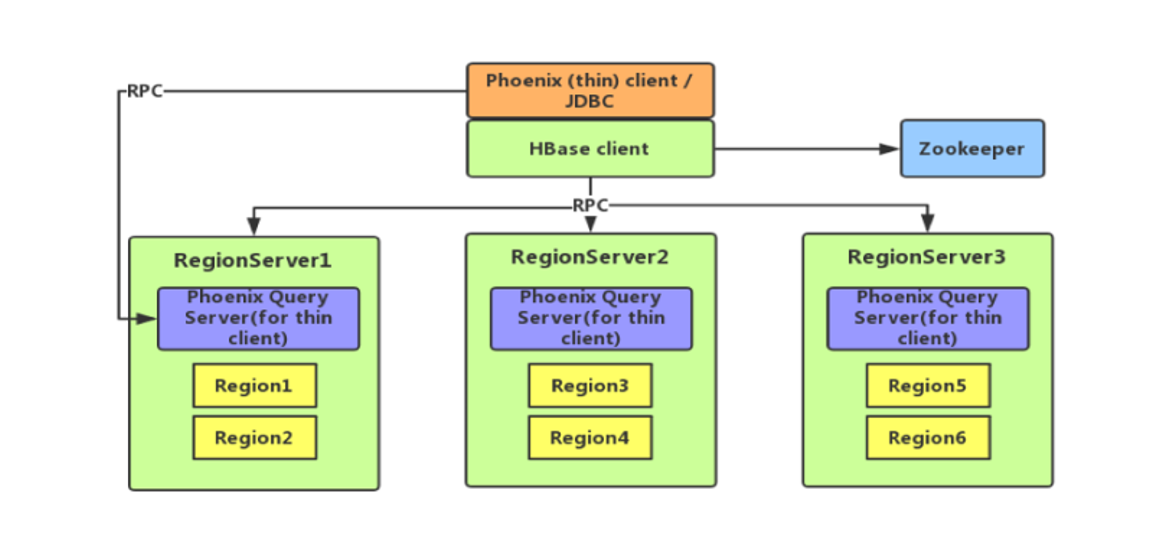 Phoenix (thin) client /
JDBC
RPC
HBase client
Zookeeper
RPC
RegionServer1
Phoenix Query
Server(for thin
client)
Region1
Region2
RegionServer2
Phoenix Query
Server(for thin
client)
Region3
Region4
RegionServer3
Phoenix Query
Server(for thin
client)
Region5
Region6